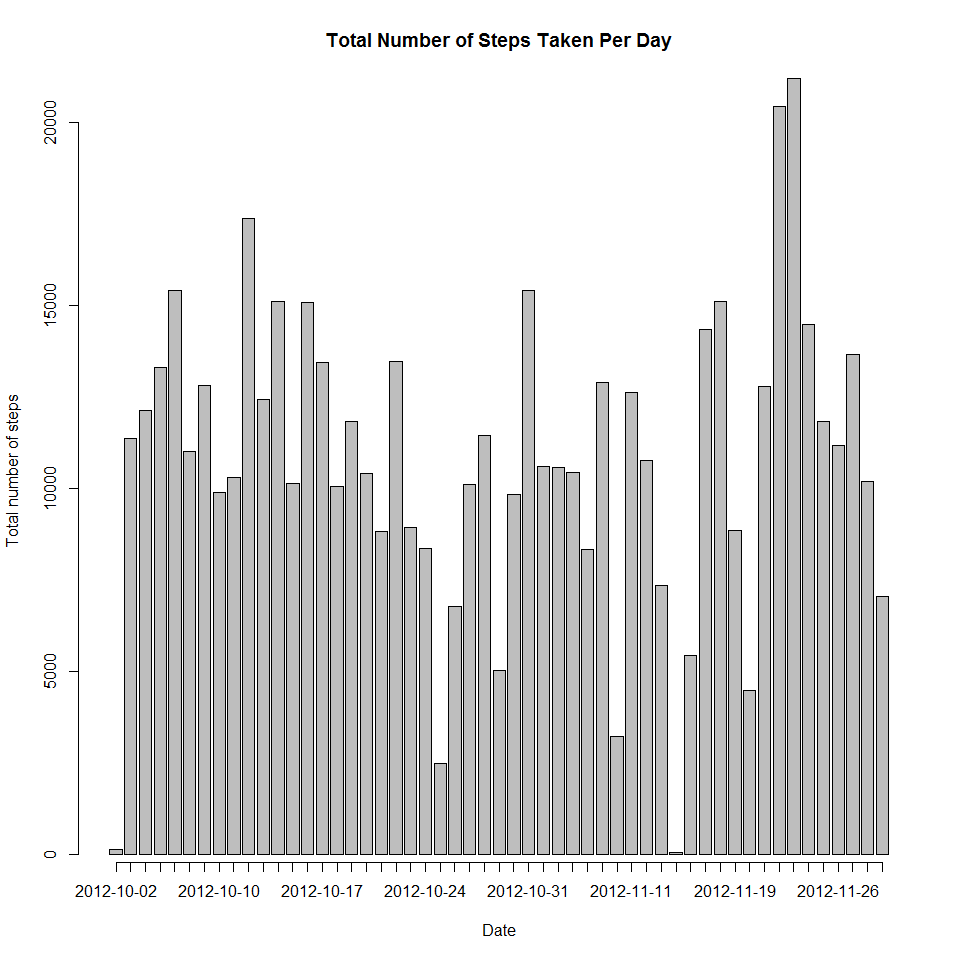 Total Number of Steps Taken Per Day
Total number of steps
20000
15000
10000
5000
0
2012-10-02 2012-10-10 2012-10-17 2012-10-24 2012-10-31 2012-11-11 2012-11-19 2012-11-26
Date